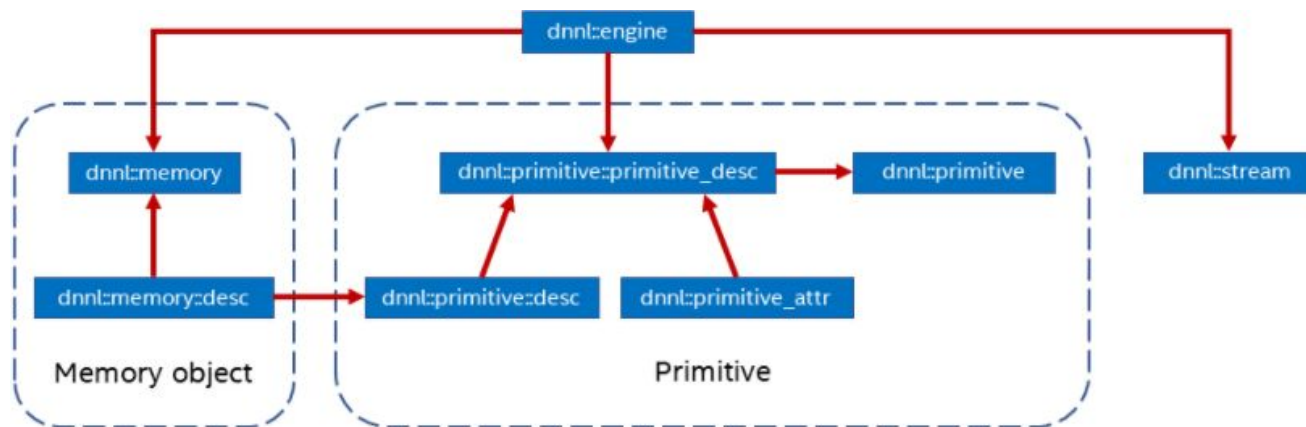 dnnl::engine
dnnl::memory
dnnl::primitive::primitive_desc
dnnl::primitive
dnnl::stream
dnnl::memory::desc
dnnl::primitive::desc
dnnl::primitive_attr
Memory object
Primitive